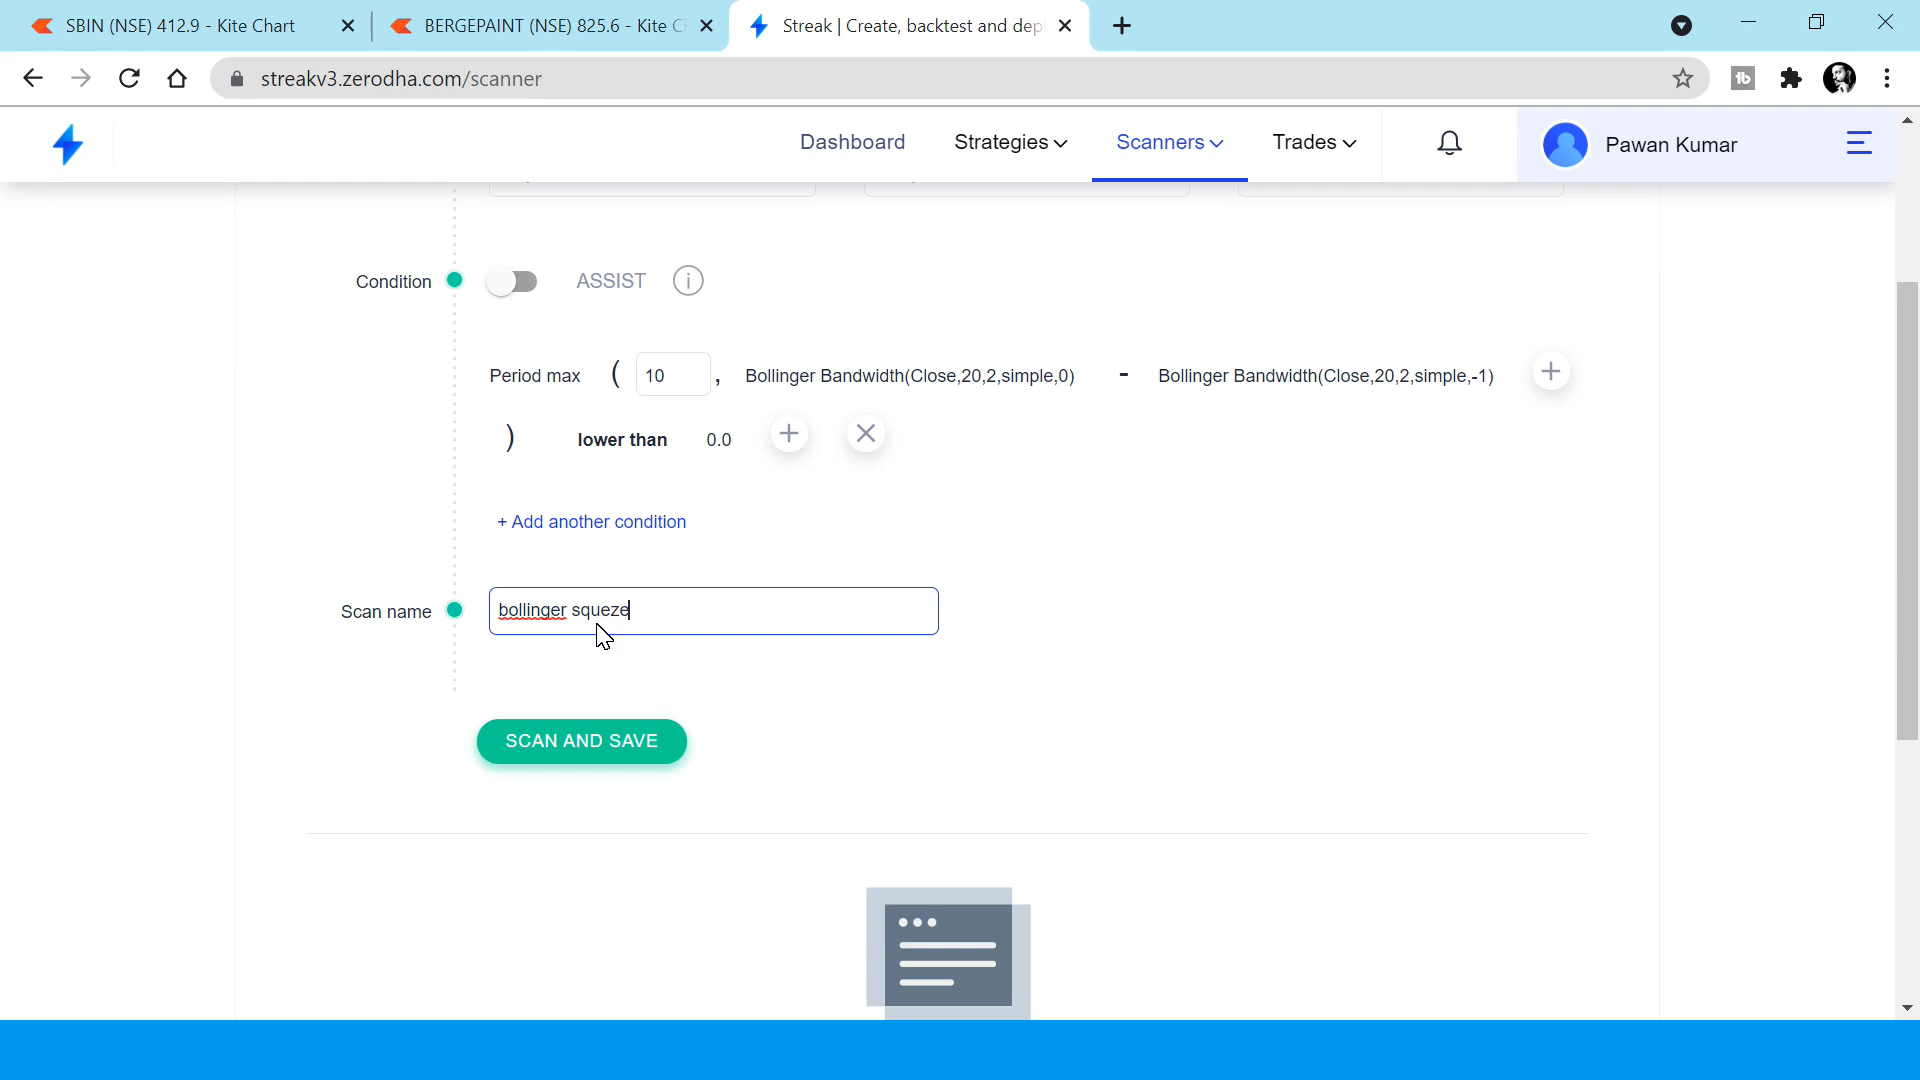 SBIN (NSE) 412.9 - Kite Chart
BERGEPAINT (NSE) 825.6 - Kite C
Streak | Create, backtest and dep
streakv3.zerodha.com/scanner
Dashboard
Strategies
Scanners
Trades
Pawan Kumar
Condition
ASSIST
Period max ( 10 , Bollinger Bandwidth(Close,20,2,simple,0) - Bollinger Bandwidth(Close,20,2,simple,-1) +
) lower than 0.0 +
+ Add another condition
Scan name
bollinger squeze
SCAN AND SAVE